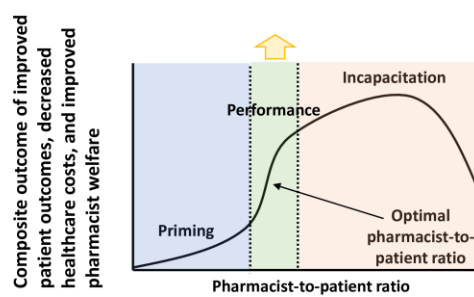 Composite outcome of improved
patient outcomes, decreased
healthcare costs, and improved
pharmacist welfare
Incapacitation
Performance
Priming
Optimal
pharmacist-to-
patient ratio
Pharmacist-to-patient ratio